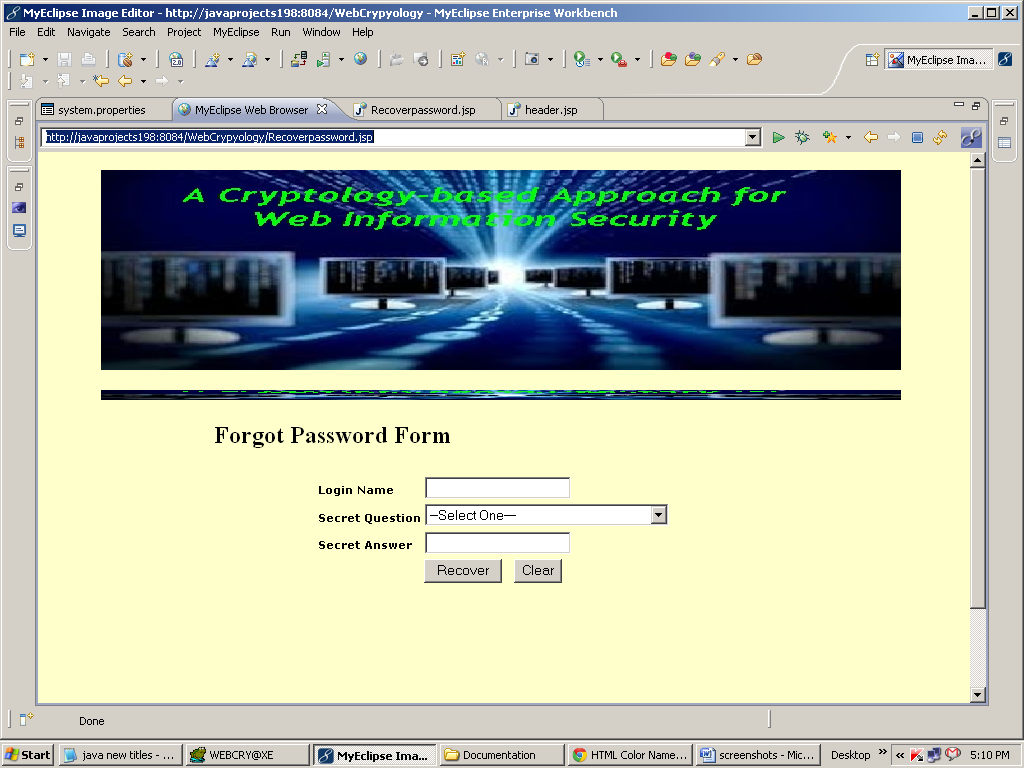 MyEclipse Image Editor - http://javaprojects198:8084/WebCrypyology - MyEclipse Enterprise Workbench
File Edit Navigate Search Project MyEclipse Run Window Help
MyEclipse Ima...
system.properties MyEclipse Web Browser Recoverpassword.jsp header.jsp
http://javaprojects198:8084/WebCrypyology/Recoverpassword.jsp
A Cryptology-based Approach for
Web Information Security
Forgot Password Form
Login Name
Secret Question --Select One---
Secret Answer
Recover Clear
Done
Start java new titles - ... WEBCRY@XE MyEclipse Ima... Documentation HTML Color Name... screenshots - Mic... Desktop » « 5:10 PM